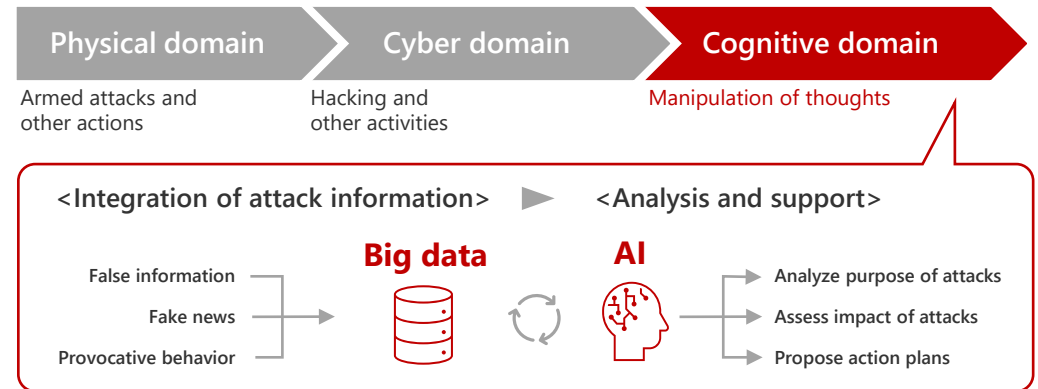 Physical domain
Cyber domain
Cognitive domain
Armed attacks and
other actions
Hacking and
other activities
Manipulation of thoughts
<Integration of attack information>
<Analysis and support>
Big data
AI
False information
Fake news
Provocative behavior
Analyze purpose of attacks
Assess impact of attacks
Propose action plans